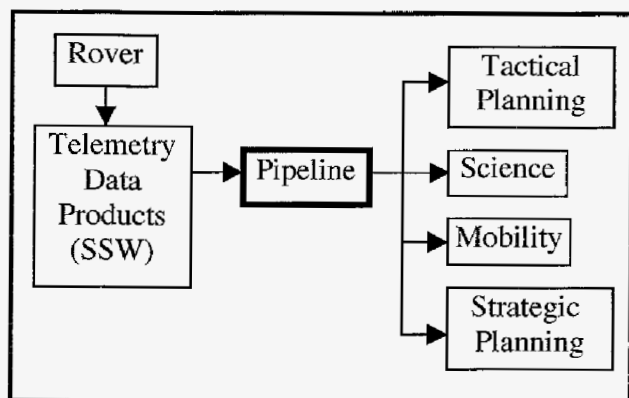 Rover
Telemetry
Data
Products
(SSW)
Pipeline
Tactical
Planning
Science
Mobility
Strategic
Planning